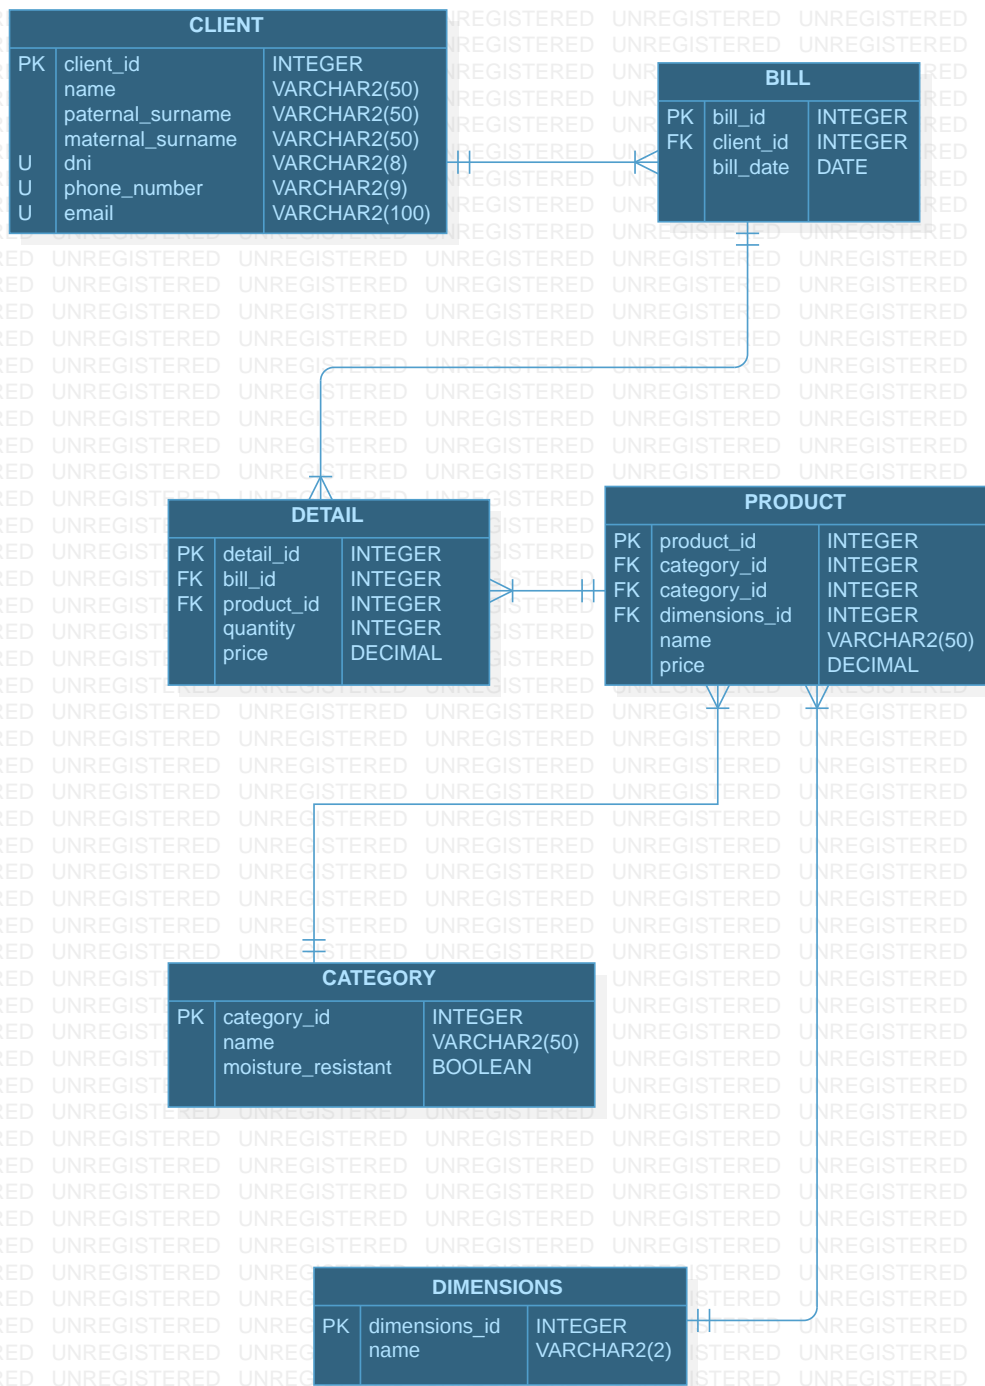 CLIENT
PK client_id INTEGER
name VARCHAR2(50)
paternal_surname VARCHAR2(50)
maternal_surname VARCHAR2(50)
U dni VARCHAR2(8)
U phone_number VARCHAR2(9)
U email VARCHAR2(100)
BILL
PK bill_id INTEGER
FK client_id INTEGER
bill_date DATE
DETAIL
PK detail_id INTEGER
FK bill_id INTEGER
FK product_id INTEGER
quantity INTEGER
price DECIMAL
PRODUCT
PK product_id INTEGER
FK category_id INTEGER
FK category_id INTEGER
FK dimensions_id INTEGER
name VARCHAR2(50)
price DECIMAL
CATEGORY
PK category_id INTEGER
name VARCHAR2(50)
moisture_resistant BOOLEAN
DIMENSIONS
PK dimensions_id INTEGER
name VARCHAR2(2)
UNREGISTERED